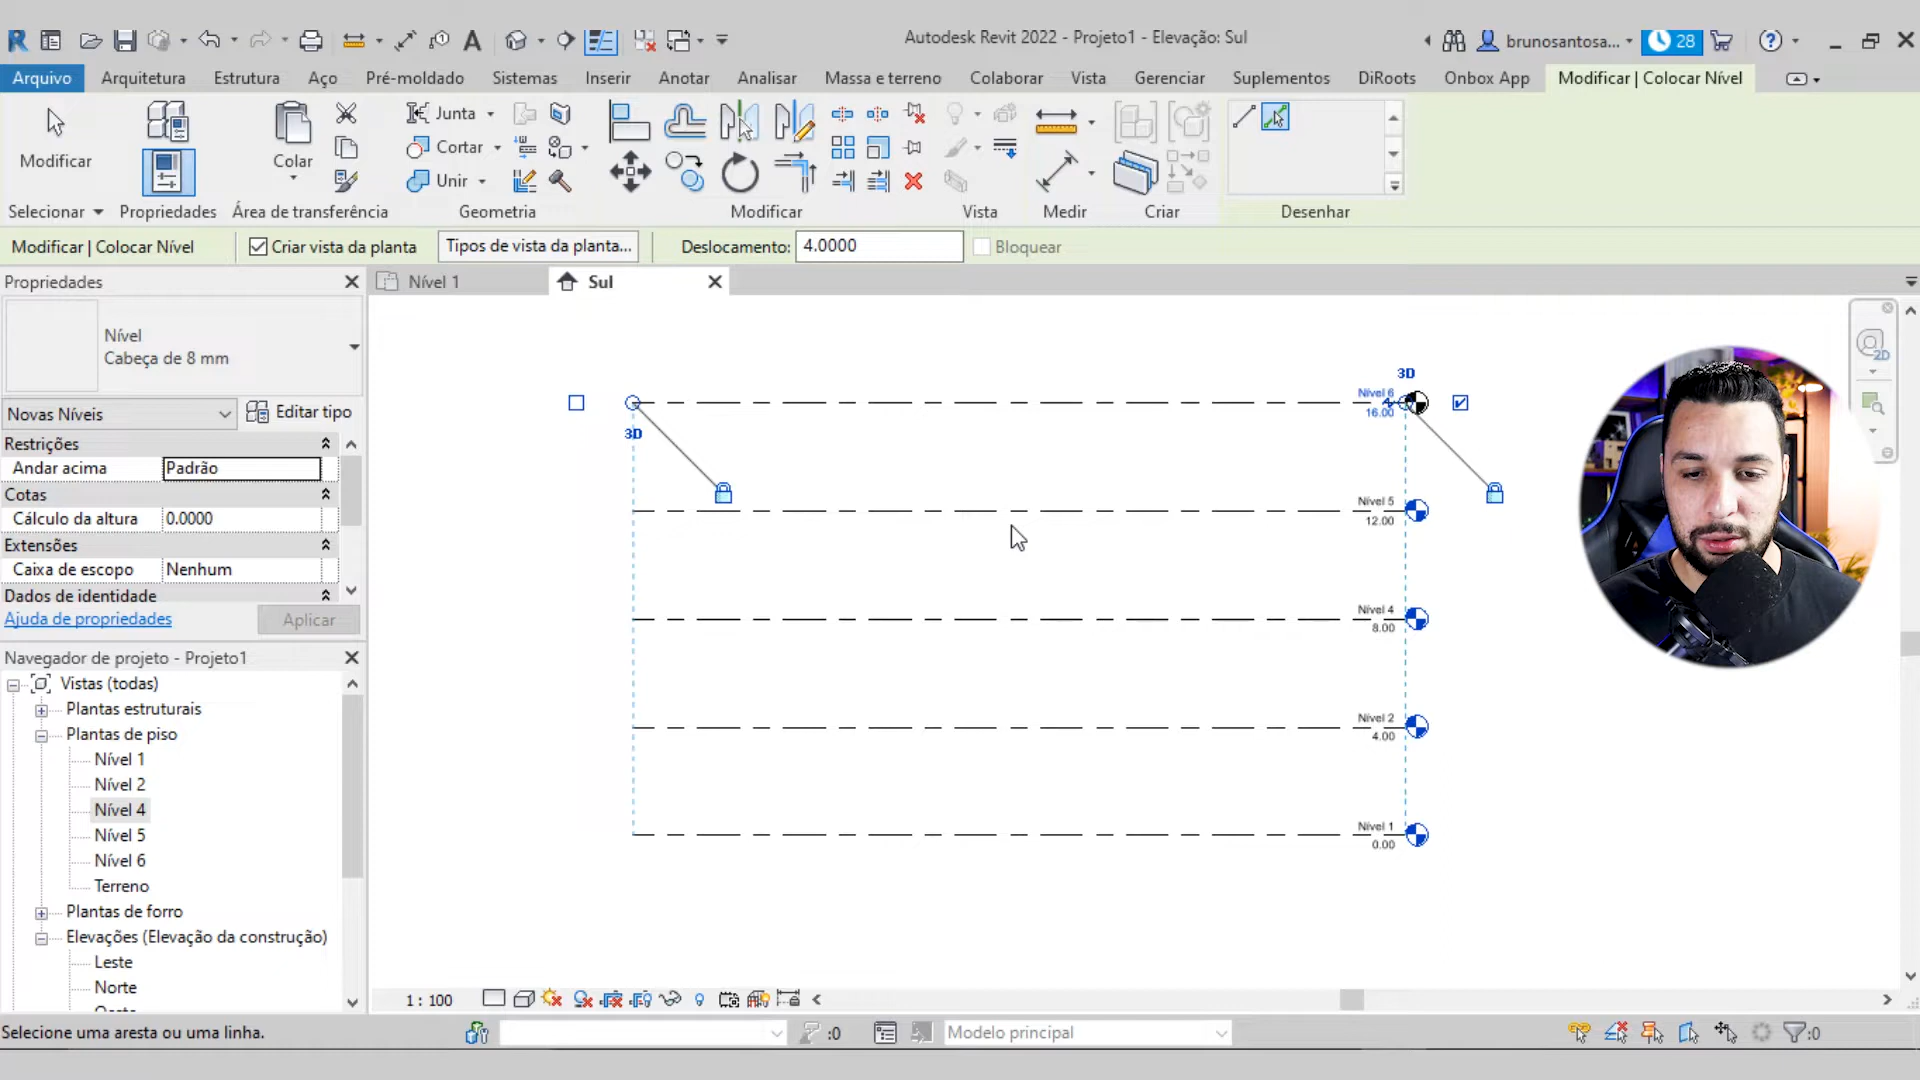 Autodesk Revit 2022 - Projeto1 - Elevação: Sul
brunosantosa...
28
Arquivo Arquitetura Estrutura Aço Pré-moldado Sistemas Inserir Anotar Analisar Massa e terreno Colaborar Vista Gerenciar Suplementos DiRoots Onbox App Modificar | Colocar Nível
Modificar
Colar
Junta
Cortar
Unir
Selecionar Propriedades Área de transferência Geometria Modificar Vista Medir Criar Desenhar
Modificar | Colocar Nível Criar vista da planta Tipos de vista da planta... Deslocamento: 4.0000 Bloquear
Propriedades
Nível 1 Sul
Nível
Cabeça de 8 mm
Novas Níveis Editar tipo
Restrições
Andar acima Padrão
Cotas
Cálculo da altura 0.0000
Extensões
Caixa de escopo Nenhum
Dados de identidade
Ajuda de propriedades Aplicar
Navegador de projeto - Projeto1
Vistas (todas)
Plantas estruturais
Plantas de piso
Nível 1
Nível 2
Nível 4
Nível 5
Nível 6
Terreno
Plantas de forro
Elevações (Elevação da construção)
Leste
Norte
3D
Nível 6
16.00
3D
Nível 5
12.00
Nível 4
8.00
Nível 2
4.00
Nível 1
0.00
2D
1 : 100
Selecione uma aresta ou uma linha.
:0
Modelo principal
:0